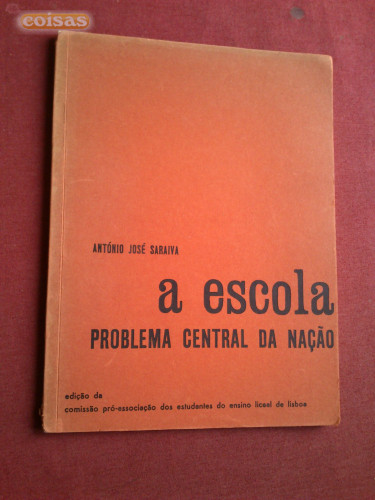 coisas
ANTÓNIO JOSÉ SARAIVA
a escola
PROBLEMA CENTRAL DA NAÇÃO
edição da
comissão pró-associação dos estudantes do ensino liceal de lisboa